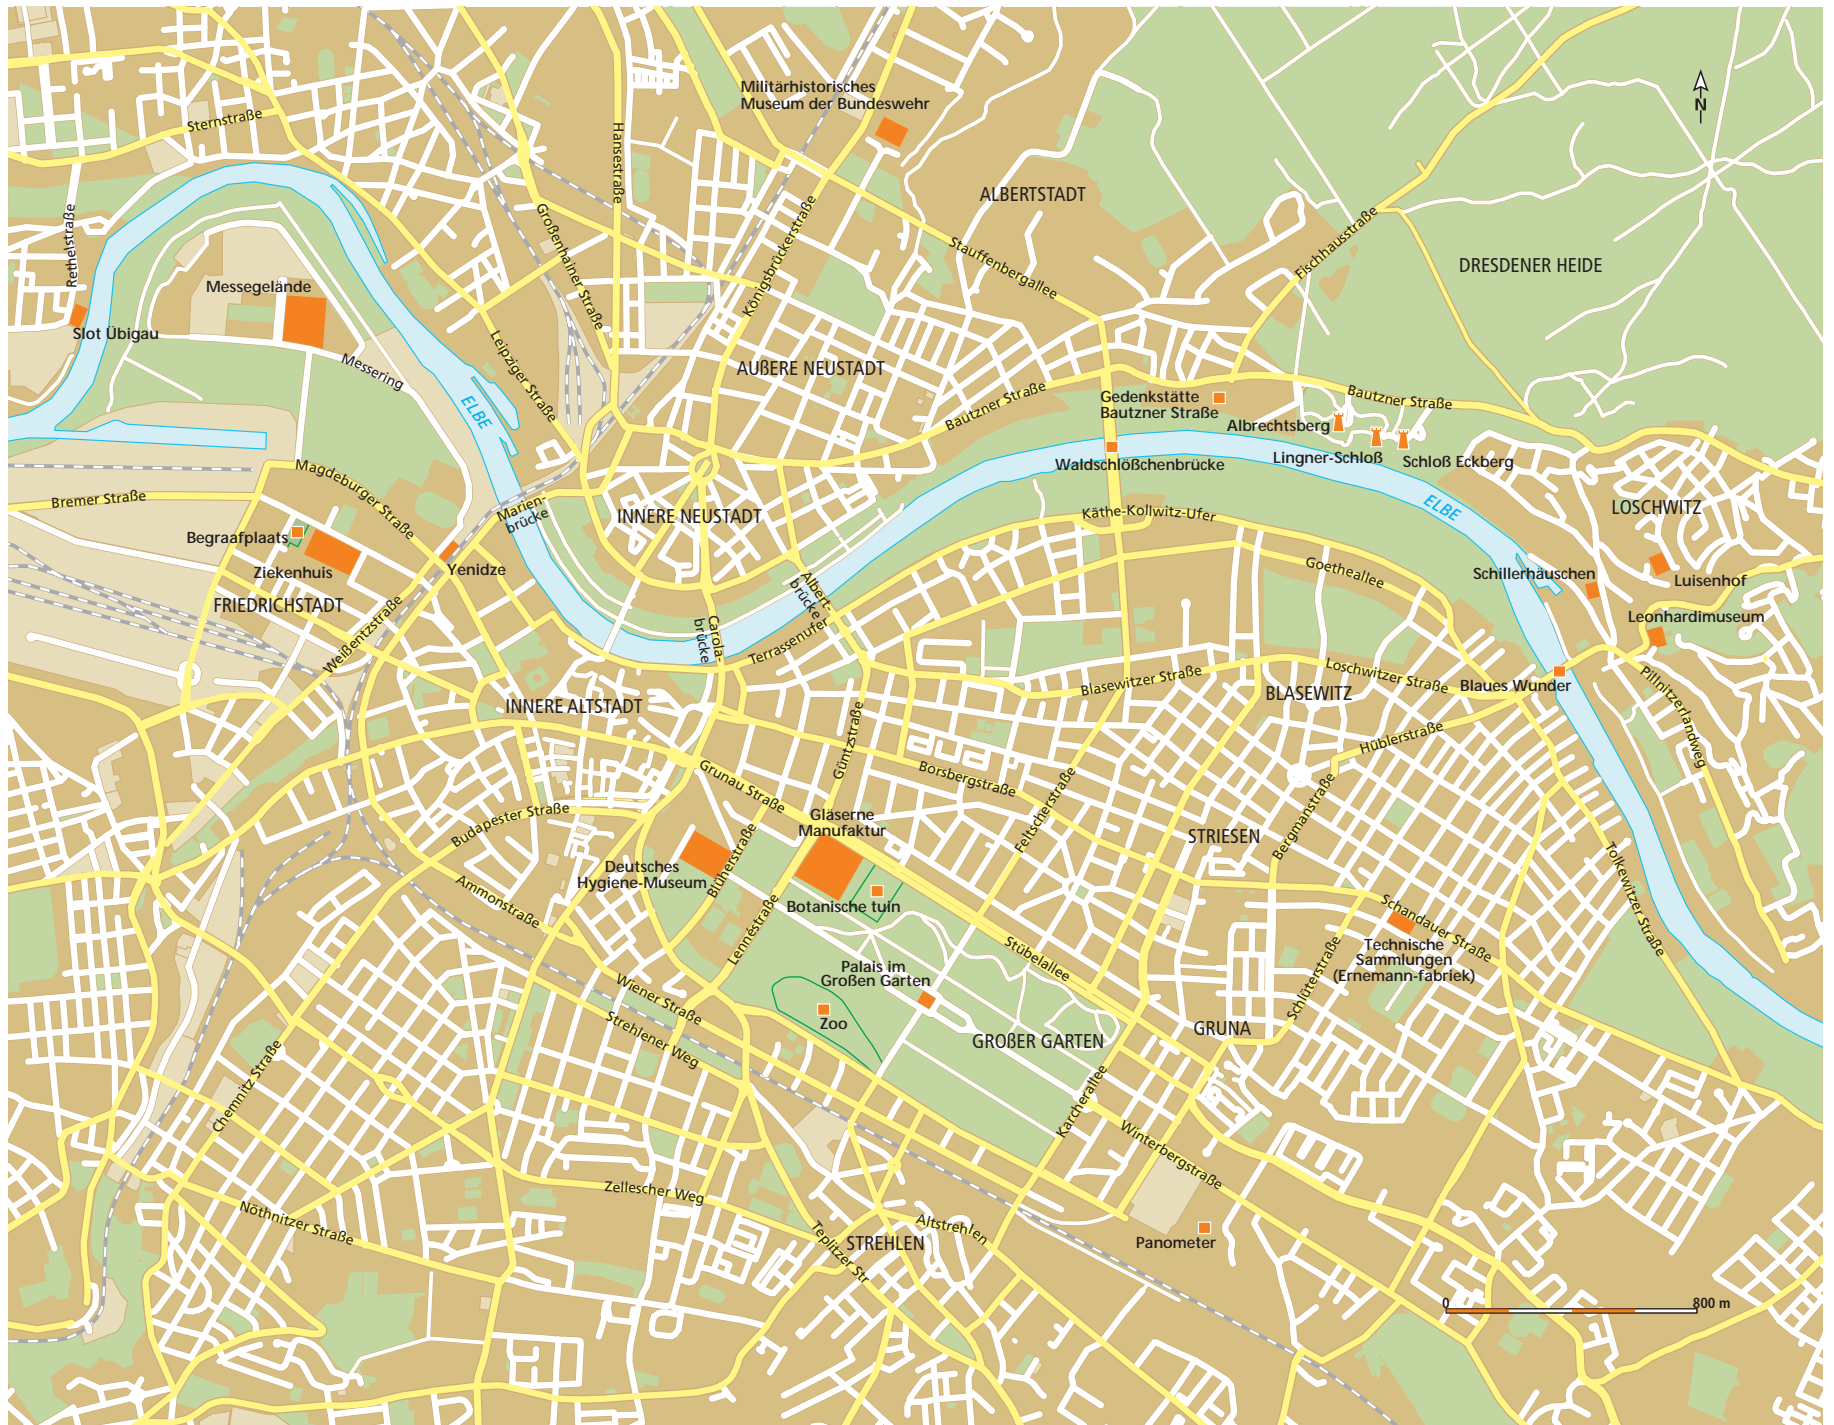 Militärhistorisches
Museum der Bundeswehr
N
Sternstraße
Hansestraße
ALBERTSTADT
Rethelstraße
Großenhainer Straße
Königsbrückerstraße
Stauffenbergallee
Fischhausstraße
DRESDENER HEIDE
Messegelände
Slot Übigau
Messering
Leipziger Straße
ELBE
AUßERE NEUSTADT
Bautzner Straße
Gedenkstätte
Bautzner Straße
Bautzner Straße
Albrechtsberg
Lingner-Schloß
Schloß Eckberg
Waldschlößchenbrücke
Magdeburger Straße
Bremer Straße
Marien-
brücke
INNERE NEUSTADT
Käthe-Kollwitz-Ufer
ELBE
LOSCHWITZ
Begraafplaats
Ziekenhuis
Yenidze
FRIEDRICHSTADT
Weißentzstraße
Albert-
brücke
Carola-
brücke
Terrassenufer
Goetheallee
Schillerhäuschen
Luisenhof
Leonhardimuseum
Blasewitzer Straße
Loschwitzer Straße
BLASEWITZ
Blaues Wunder
Pillnitzerlandweg
INNERE ALTSTADT
Güntzstraße
Hüblerstraße
Grunau Straße
Borsbergstraße
Feltscherstraße
Bergmanstraße
Budapester Straße
Gläserne
Manufaktur
STRIESEN
Tolkewitzer Straße
Deutsches
Hygiene-Museum
Blüherstraße
Ammonstraße
Botanische tuin
Lennéstraße
Schandauer Straße
Stübelallee
Technische
Sammlungen
(Ernemann-fabriek)
Schlüterstraße
Palais im
Großen Garten
Wiener Straße
Zoo
Strehlener Weg
GROßER GARTEN
GRUNA
Chemnitz Straße
Karcherallee
Winterbergstraße
Zellescher Weg
Nöthnitzer Straße
Teplitzer Str
STREHLEN
Altstrehlen
Panometer
0
800 m